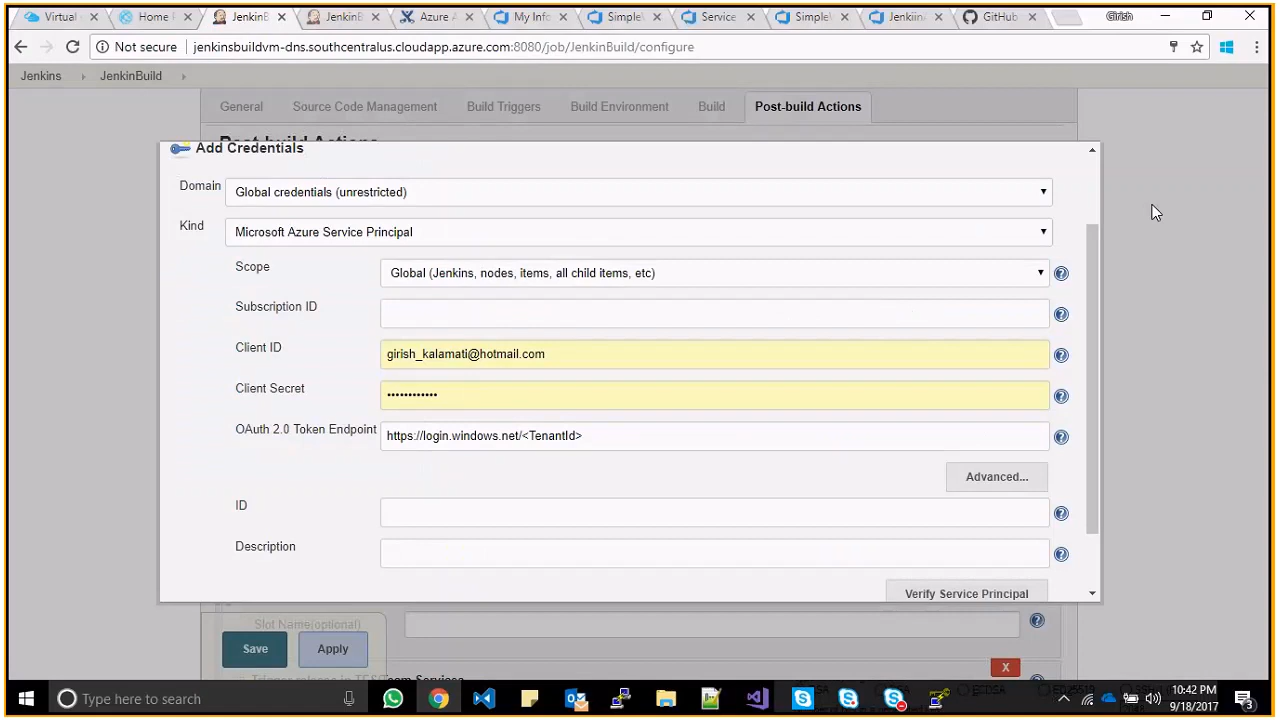 Virtual
Home
JenkinB
JenkinB
Azure
My Info
Simple
Service
Simple
Jenkin
GitHub
Girish
Not secure
jenkinsbuildvm-dns.southcentralus.cloudapp.azure.com:8080/job/JenkinBuild/configure
Jenkins
JenkinBuild
General
Source Code Management
Build Triggers
Build Environment
Build
Post-build Actions
Add Credentials
Domain
Global credentials (unrestricted)
Kind
Microsoft Azure Service Principal
Scope
Global (Jenkins, nodes, items, all child items, etc)
Subscription ID
Client ID
girish_kalamati@hotmail.com
Client Secret
••••••••••••
OAuth 2.0 Token Endpoint
https://login.windows.net/<TenantId>
Advanced...
ID
Description
Verify Service Principal
Slot Name(optional)
Save
Apply
X
Type here to search
10:42 PM
9/18/2017
3